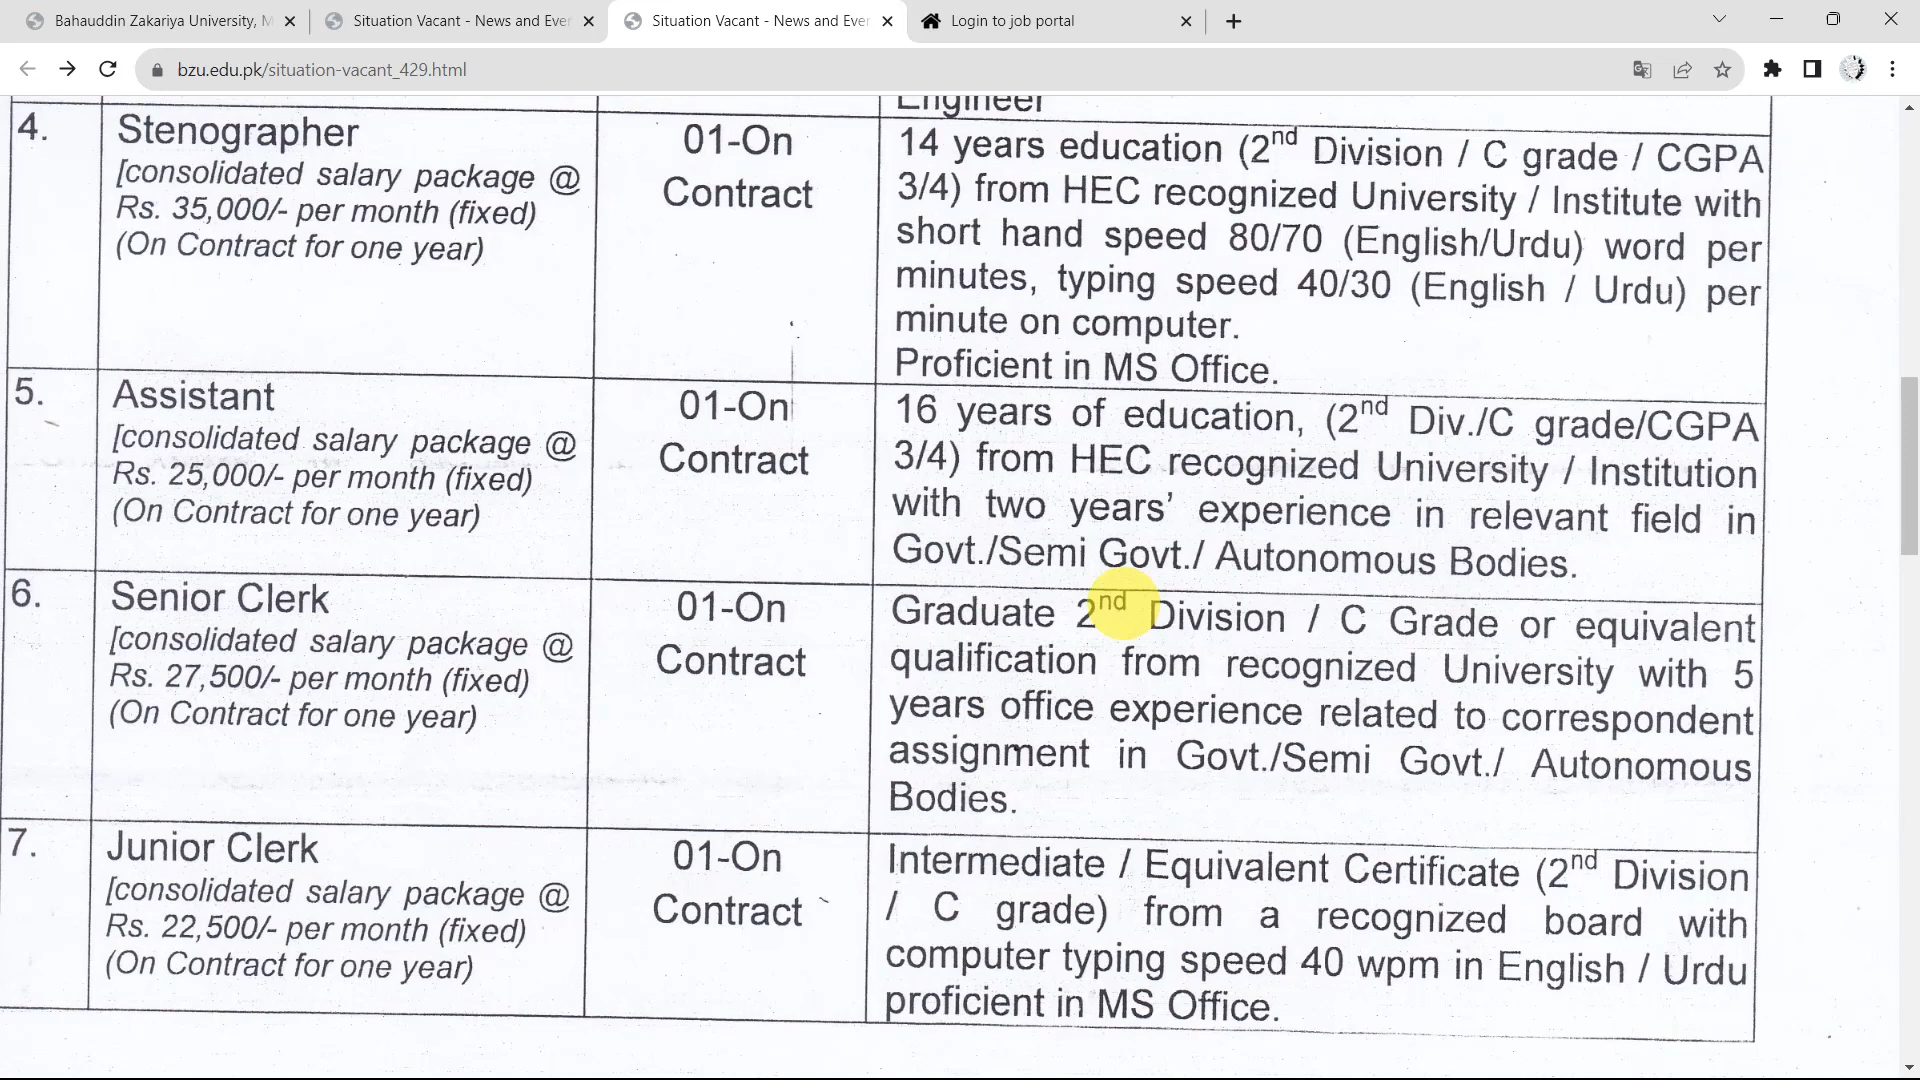 Bahauddin Zakariya University, M
Situation Vacant - News and Ever
Situation Vacant - News and Ever
Login to job portal
bzu.edu.pk/situation-vacant_429.html
Engineer
4.
Stenographer
[consolidated salary package @
Rs. 35,000/- per month (fixed)
(On Contract for one year)
01-On
Contract
14 years education (2nd Division / C grade / CGPA
3/4) from HEC recognized University / Institute with
short hand speed 80/70 (English/Urdu) word per
minutes, typing speed 40/30 (English / Urdu) per
minute on computer.
Proficient in MS Office.
5.
Assistant
[consolidated salary package @
Rs. 25,000/- per month (fixed)
(On Contract for one year)
01-On
Contract
16 years of education, (2nd Div./C grade/CGPA
3/4) from HEC recognized University / Institution
with two years' experience in relevant field in
Govt./Semi Govt./ Autonomous Bodies.
6.
Senior Clerk
[consolidated salary package @
Rs. 27,500/- per month (fixed)
(On Contract for one year)
01-On
Contract
Graduate 2nd Division / C Grade or equivalent
qualification from recognized University with 5
years office experience related to correspondent
assignment in Govt./Semi Govt./ Autonomous
Bodies.
7.
Junior Clerk
[consolidated salary package @
Rs. 22,500/- per month (fixed)
(On Contract for one year)
01-On
Contract
Intermediate / Equivalent Certificate (2nd Division
/ C grade) from a recognized board with
computer typing speed 40 wpm in English / Urdu
proficient in MS Office.